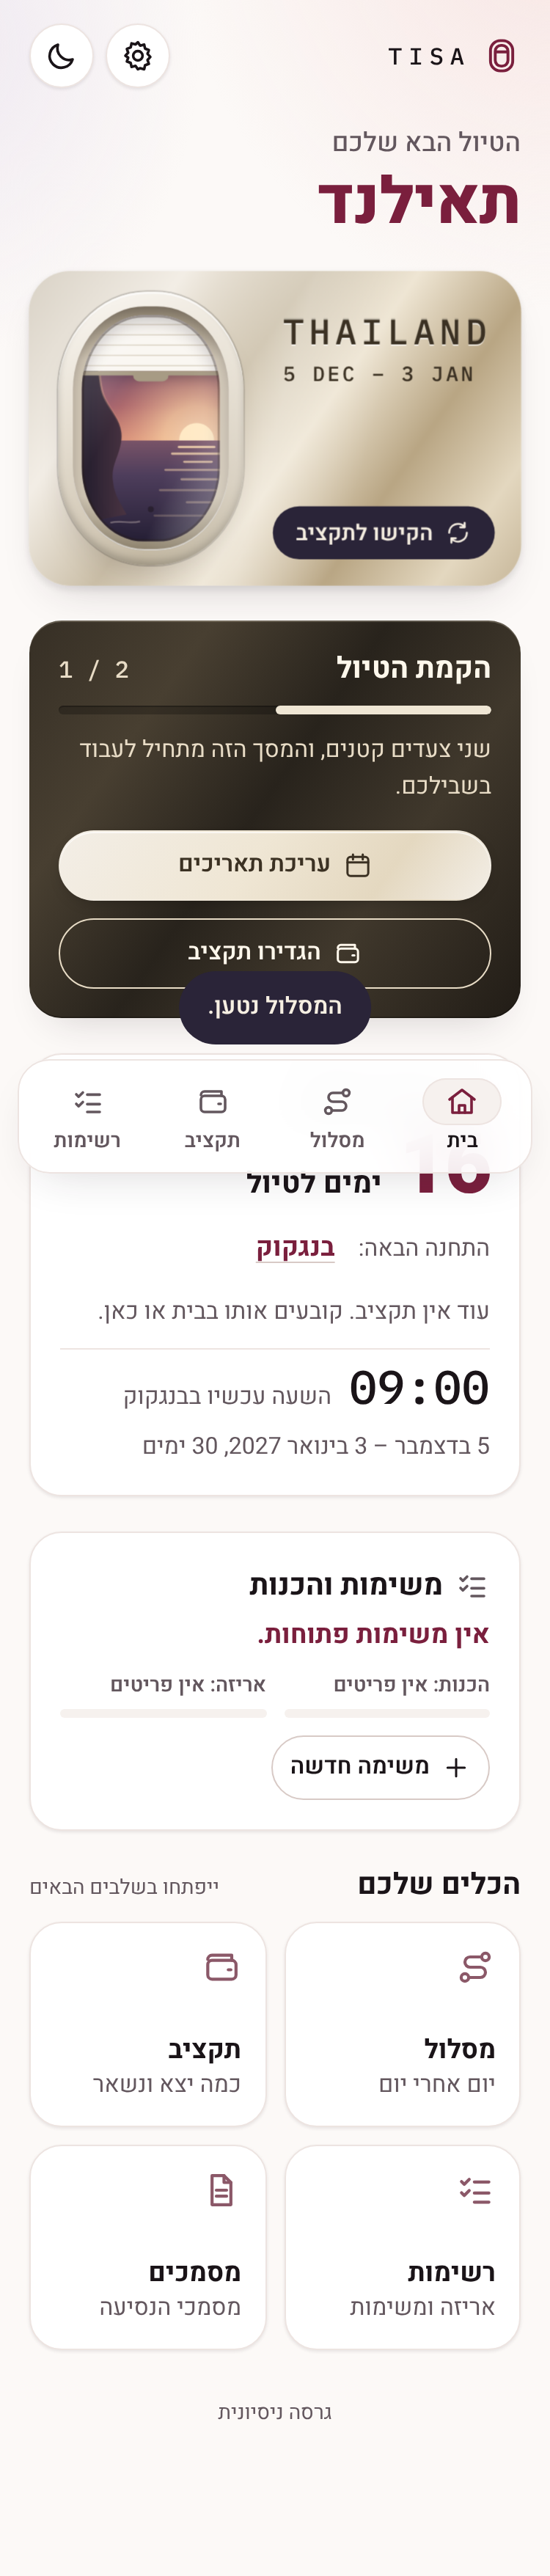 TISA
הטיול הבא שלכם
תאילנד
THAILAND
5 DEC – 3 JAN
הקישו לתקציב
הקמת הטיול
1 / 2
שני צעדים קטנים, והמסך הזה מתחיל לעבוד
בשבילכם.
עריכת תאריכים
הגדירו תקציב
המסלול נטען.
בית
מסלול
תקציב
רשימות
16 ימים לטיול
התחנה הבאה: בנגקוק
עוד אין תקציב. קובעים אותו בבית או כאן.
09:00 השעה עכשיו בבנגקוק
5 בדצמבר – 3 בינואר 2027, 30 ימים
משימות והכנות
אין משימות פתוחות.
הכנות: אין פריטים
אריזה: אין פריטים
משימה חדשה
הכלים שלכם
ייפתחו בשלבים הבאים
מסלול
יום אחרי יום
תקציב
כמה יצא ונשאר
רשימות
אריזה ומשימות
מסמכים
מסמכי הנסיעה
גרסה ניסיונית